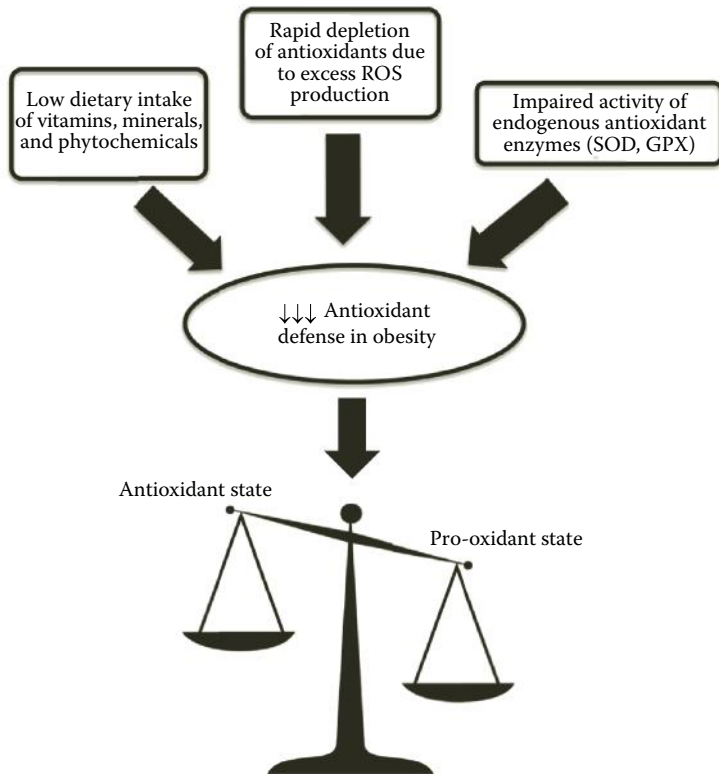 Rapid depletion
of antioxidants due
to excess ROS
production
Low dietary intake
of vitamins, minerals,
and phytochemicals
Impaired activity of
endogenous antioxidant
enzymes (SOD, GPX)
↓↓↓ Antioxidant
defense in obesity
Antioxidant state
Pro-oxidant state